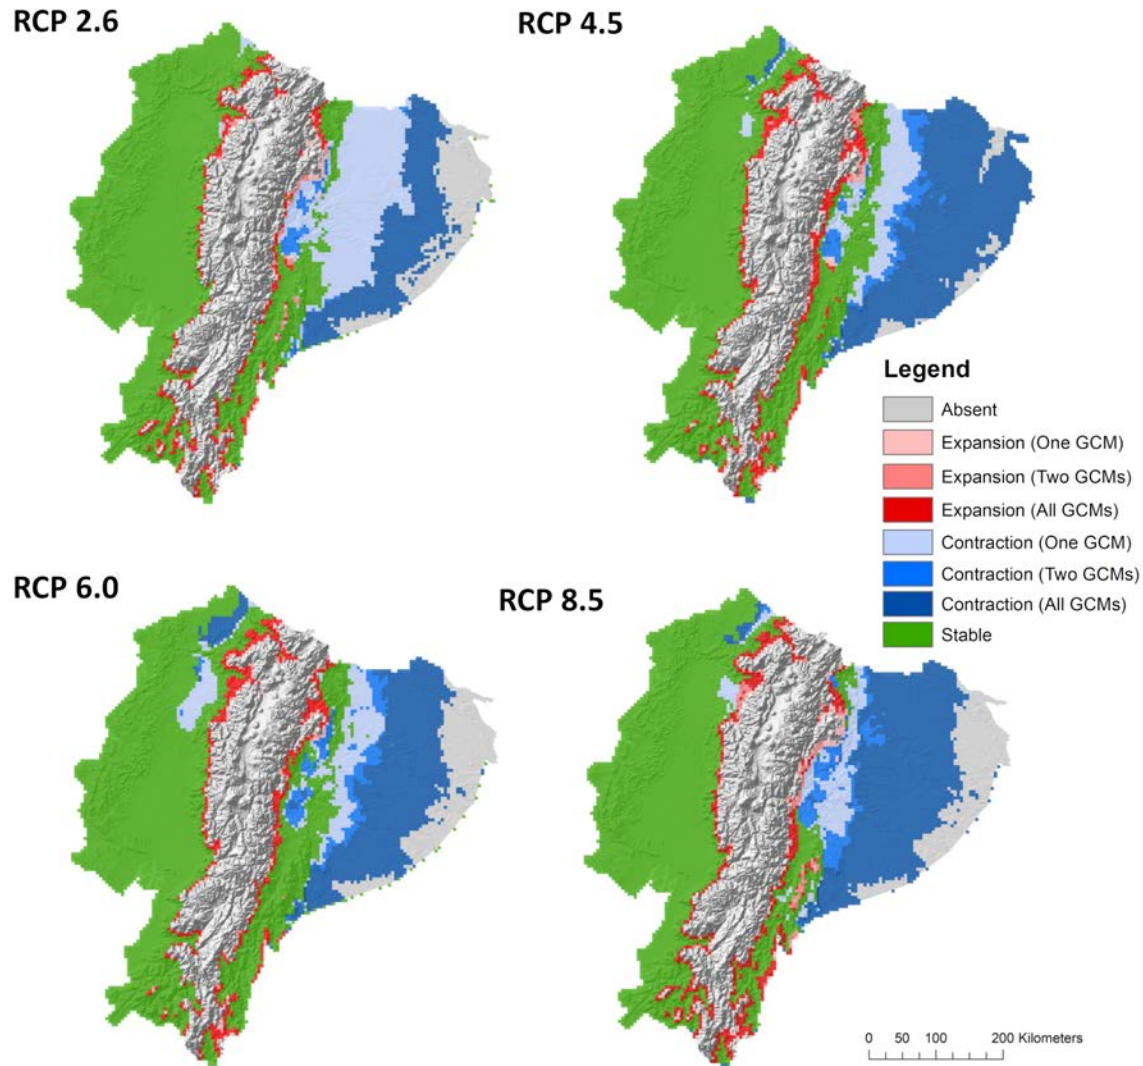 RCP 2.6
RCP 4.5
Legend
Absent
Expansion (One GCM)
Expansion (Two GCMs)
Expansion (All GCMs)
Contraction (One GCM)
Contraction (Two GCMs)
Contraction (All GCMs)
Stable
RCP 6.0
RCP 8.5
0 50 100 200 Kilometers